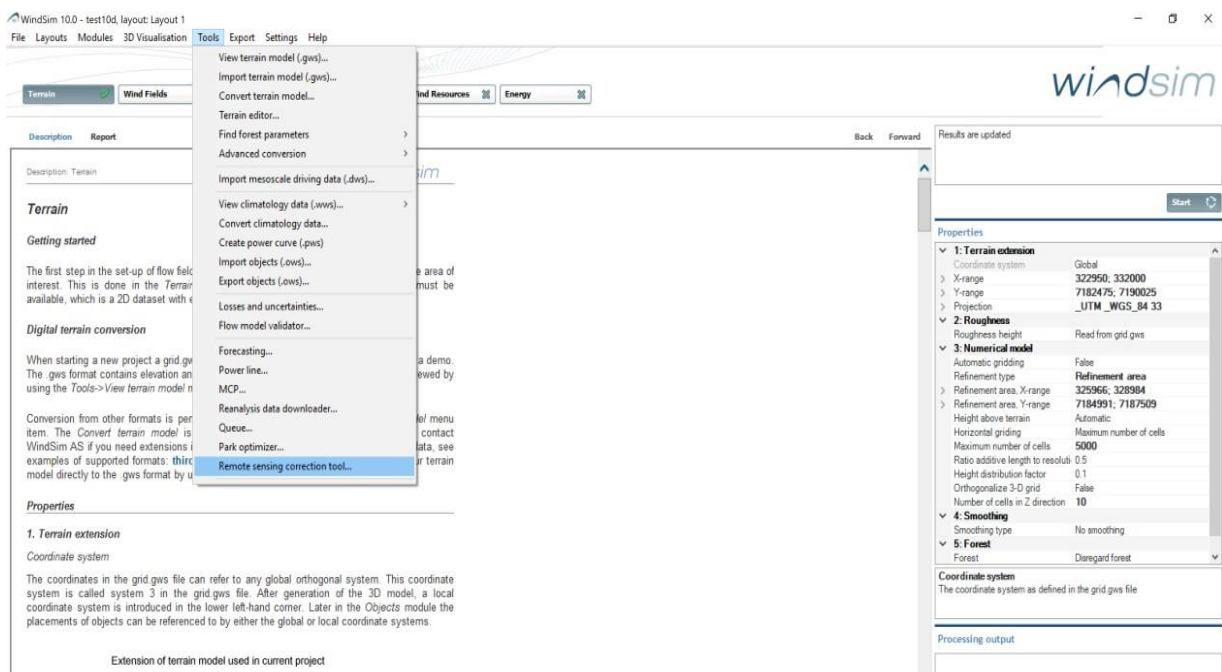 WindSim 10.0 - test10d, layout: Layout 1
File Layouts Modules 3D Visualisation Tools Export Settings Help
View terrain model (.gws)...
Import terrain model (.gws)...
Convert terrain model...
Terrain editor...
Find forest parameters
Advanced conversion
Import mesoscale driving data (.dws)...
View climatology data (.wws)...
Convert climatology data...
Create power curve (.pws)
Import objects (.ows)...
Export objects (.ows)...
Losses and uncertainties...
Flow model validator...
Forecasting...
Power line...
MCP...
Reanalysis data downloader...
Queue...
Park optimizer...
Remote sensing correction tool...
Terrain Wind Fields ind Resources Energy
windsim
Description Report Back Forward
Description: Terrain im
Terrain
Getting started
The first step in the set-up of flow field e area of
interest. This is done in the Terrain must be
available, which is a 2D dataset with e
Digital terrain conversion
When starting a new project a grid.gw a demo.
The .gws format contains elevation an ewed by
using the Tools->View terrain model n
Conversion from other formats is per del menu
item. The Convert terrain model is contact
WindSim AS if you need extensions i data, see
examples of supported formats: third ur terrain
model directly to the .gws format by u
Properties
1. Terrain extension
Coordinate system
The coordinates in the grid.gws file can refer to any global orthogonal system. This coordinate
system is called system 3 in the grid.gws file. After generation of the 3D model, a local
coordinate system is introduced in the lower left-hand corner. Later in the Objects module the
placements of objects can be referenced to by either the global or local coordinate systems.
Extension of terrain model used in current project
Results are updated
Start
Properties
1: Terrain extension
Coordinate system Global
X-range 322950; 332000
Y-range 7182475; 7190025
Projection _UTM _WGS_84 33
2: Roughness
Roughness height Read from grid.gws
3: Numerical model
Automatic gridding False
Refinement type Refinement area
Refinement area, X-range 325966; 328984
Refinement area, Y-range 7184991; 7187509
Height above terrain Automatic
Horizontal griding Maximum number of cells
Maximum number of cells 5000
Ratio additive length to resoluti 0.5
Height distribution factor 0.1
Orthogonalize 3-D grid False
Number of cells in Z direction 10
4: Smoothing
Smoothing type No smoothing
5: Forest
Forest Disregard forest
Coordinate system
The coordinate system as defined in the grid.gws file
Processing output